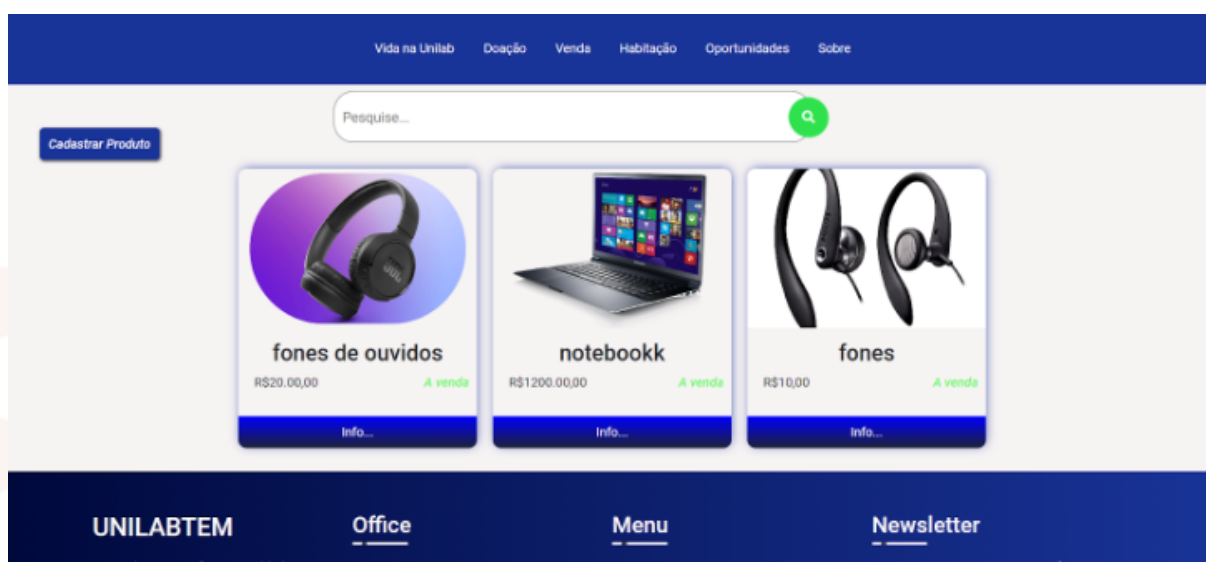 Vida na Unilab Doação Venda Habitação Oportunidades Sobre
Pesquise...
Cadastrar Produto
JBL
fones de ouvidos notebookk fones
R$20.00,00 A venda R$1200.00,00 A venda R$10,00 A venda
Info... Info... Info...
UNILABTEM Office Menu Newsletter